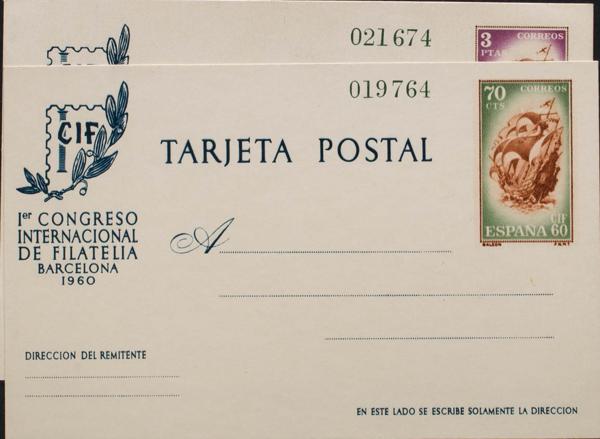 021674
3 CORREOS
PTAS
019764
70 CORREOS
CTS
CIF
TARJETA POSTAL
1er CONGRESO
INTERNACIONAL
DE FILATELIA
BARCELONA
1960
A
CIF
ESPAÑA 60
GALEON F.N.M.T
DIRECCION DEL REMITENTE
EN ESTE LADO SE ESCRIBE SOLAMENTE LA DIRECCION